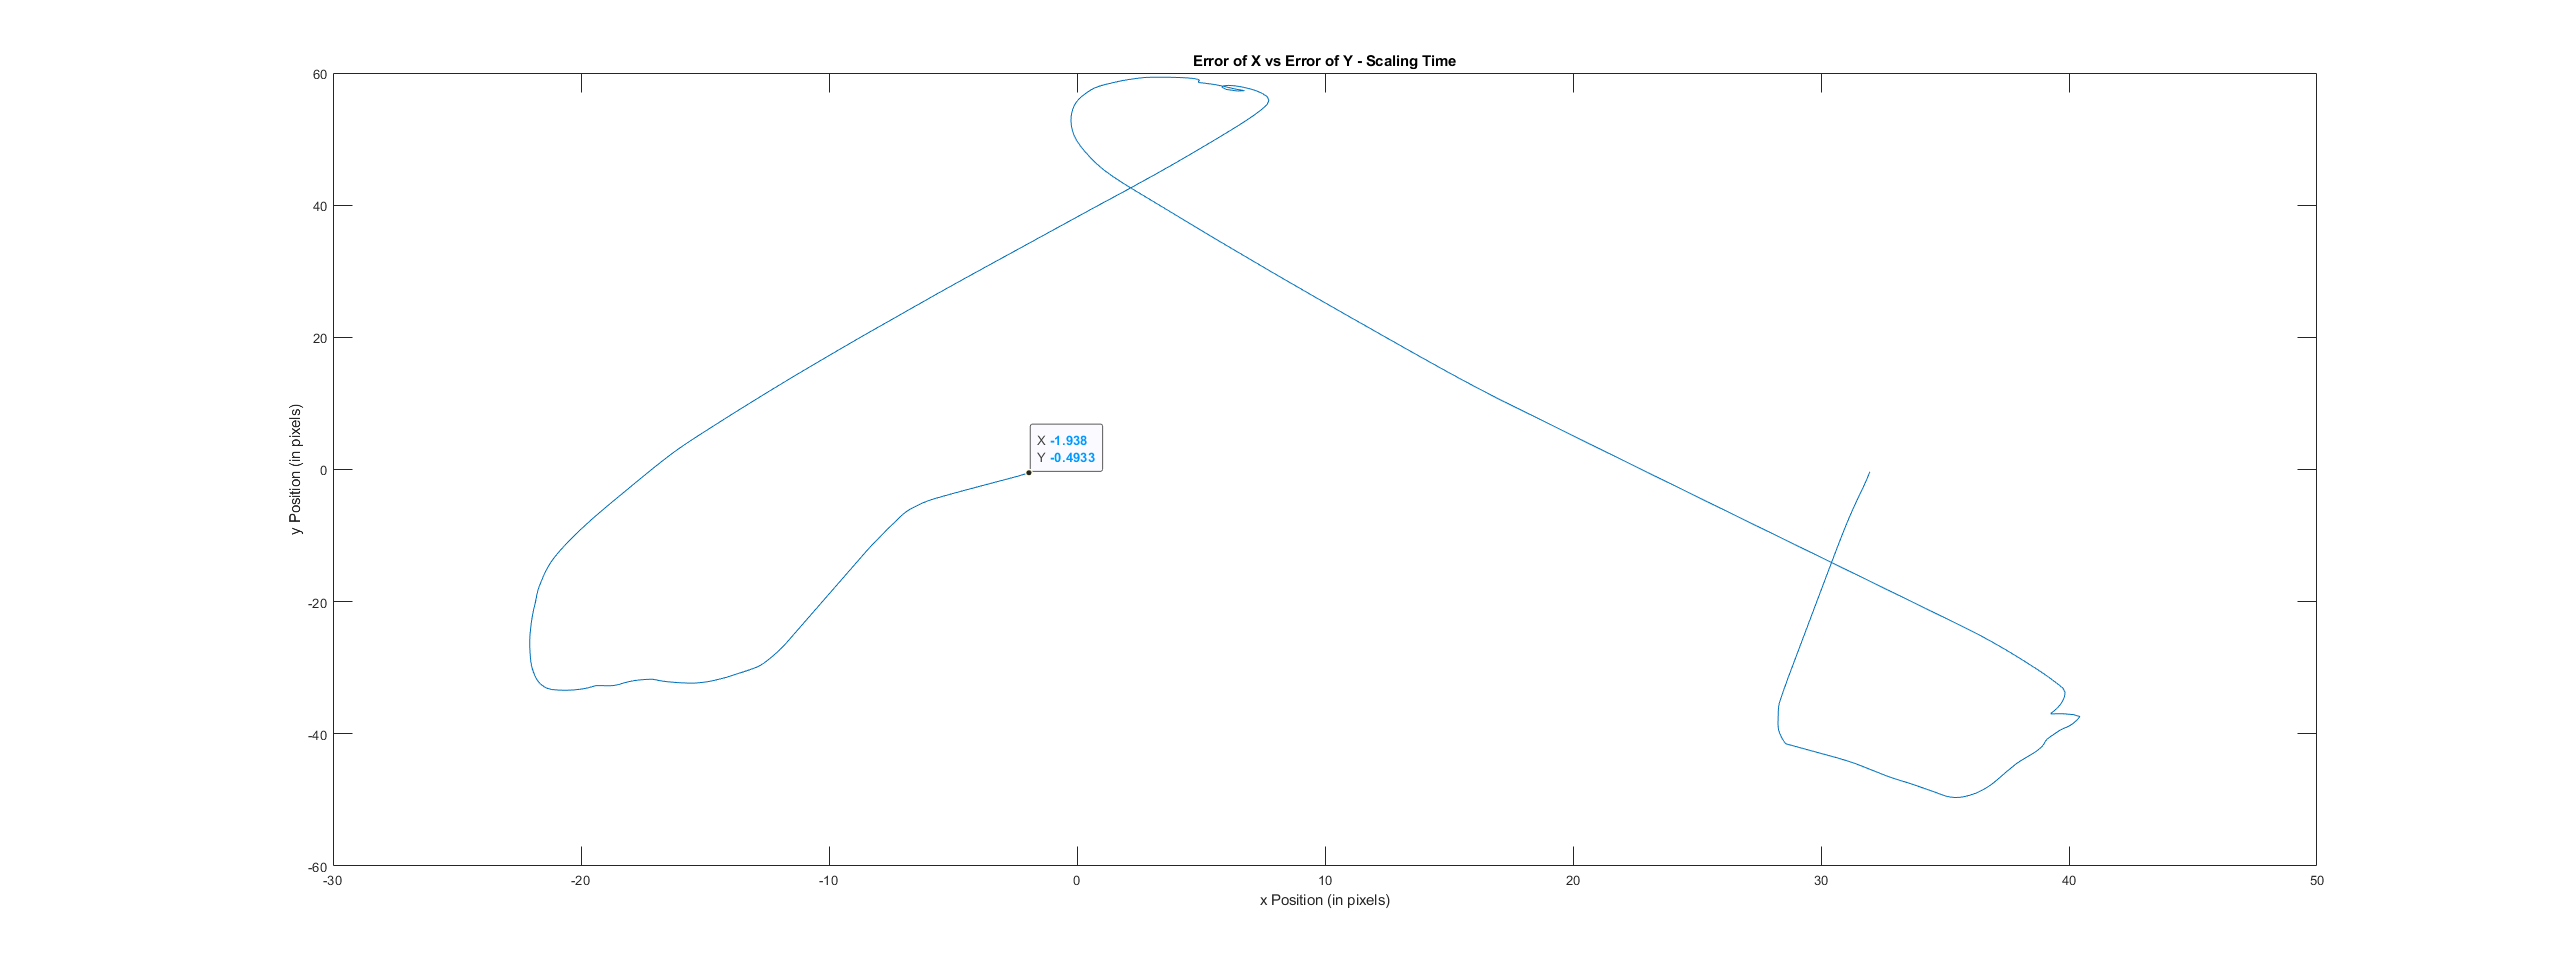 Error of X vs Error of Y - Scaling Time
60
40
20
0
-20
-40
-60
y Position (in pixels)
X -1.938
Y -0.4933
-30 -20 -10 0 10 20 30 40 50
x Position (in pixels)